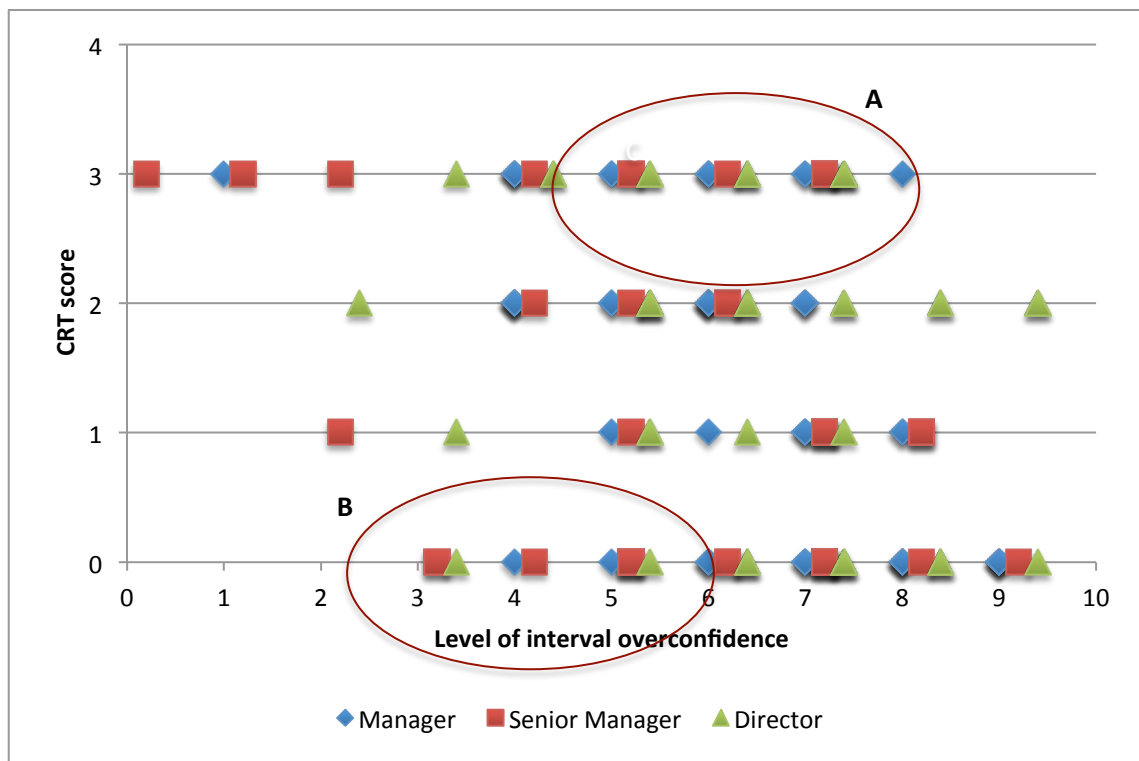 4
A
3
CRT score
2
1
B
0
0 1 2 3 4 5 6 7 8 9 10
Level of interval overconfidence
Manager Senior Manager Director